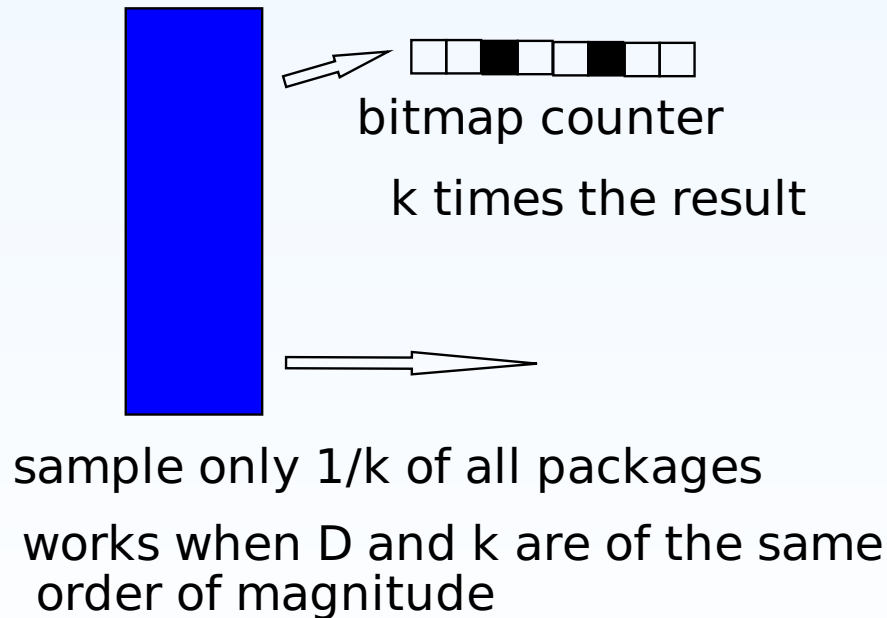 bitmap counter
k times the result
sample only 1/k of all packages
works when D and k are of the same
order of magnitude